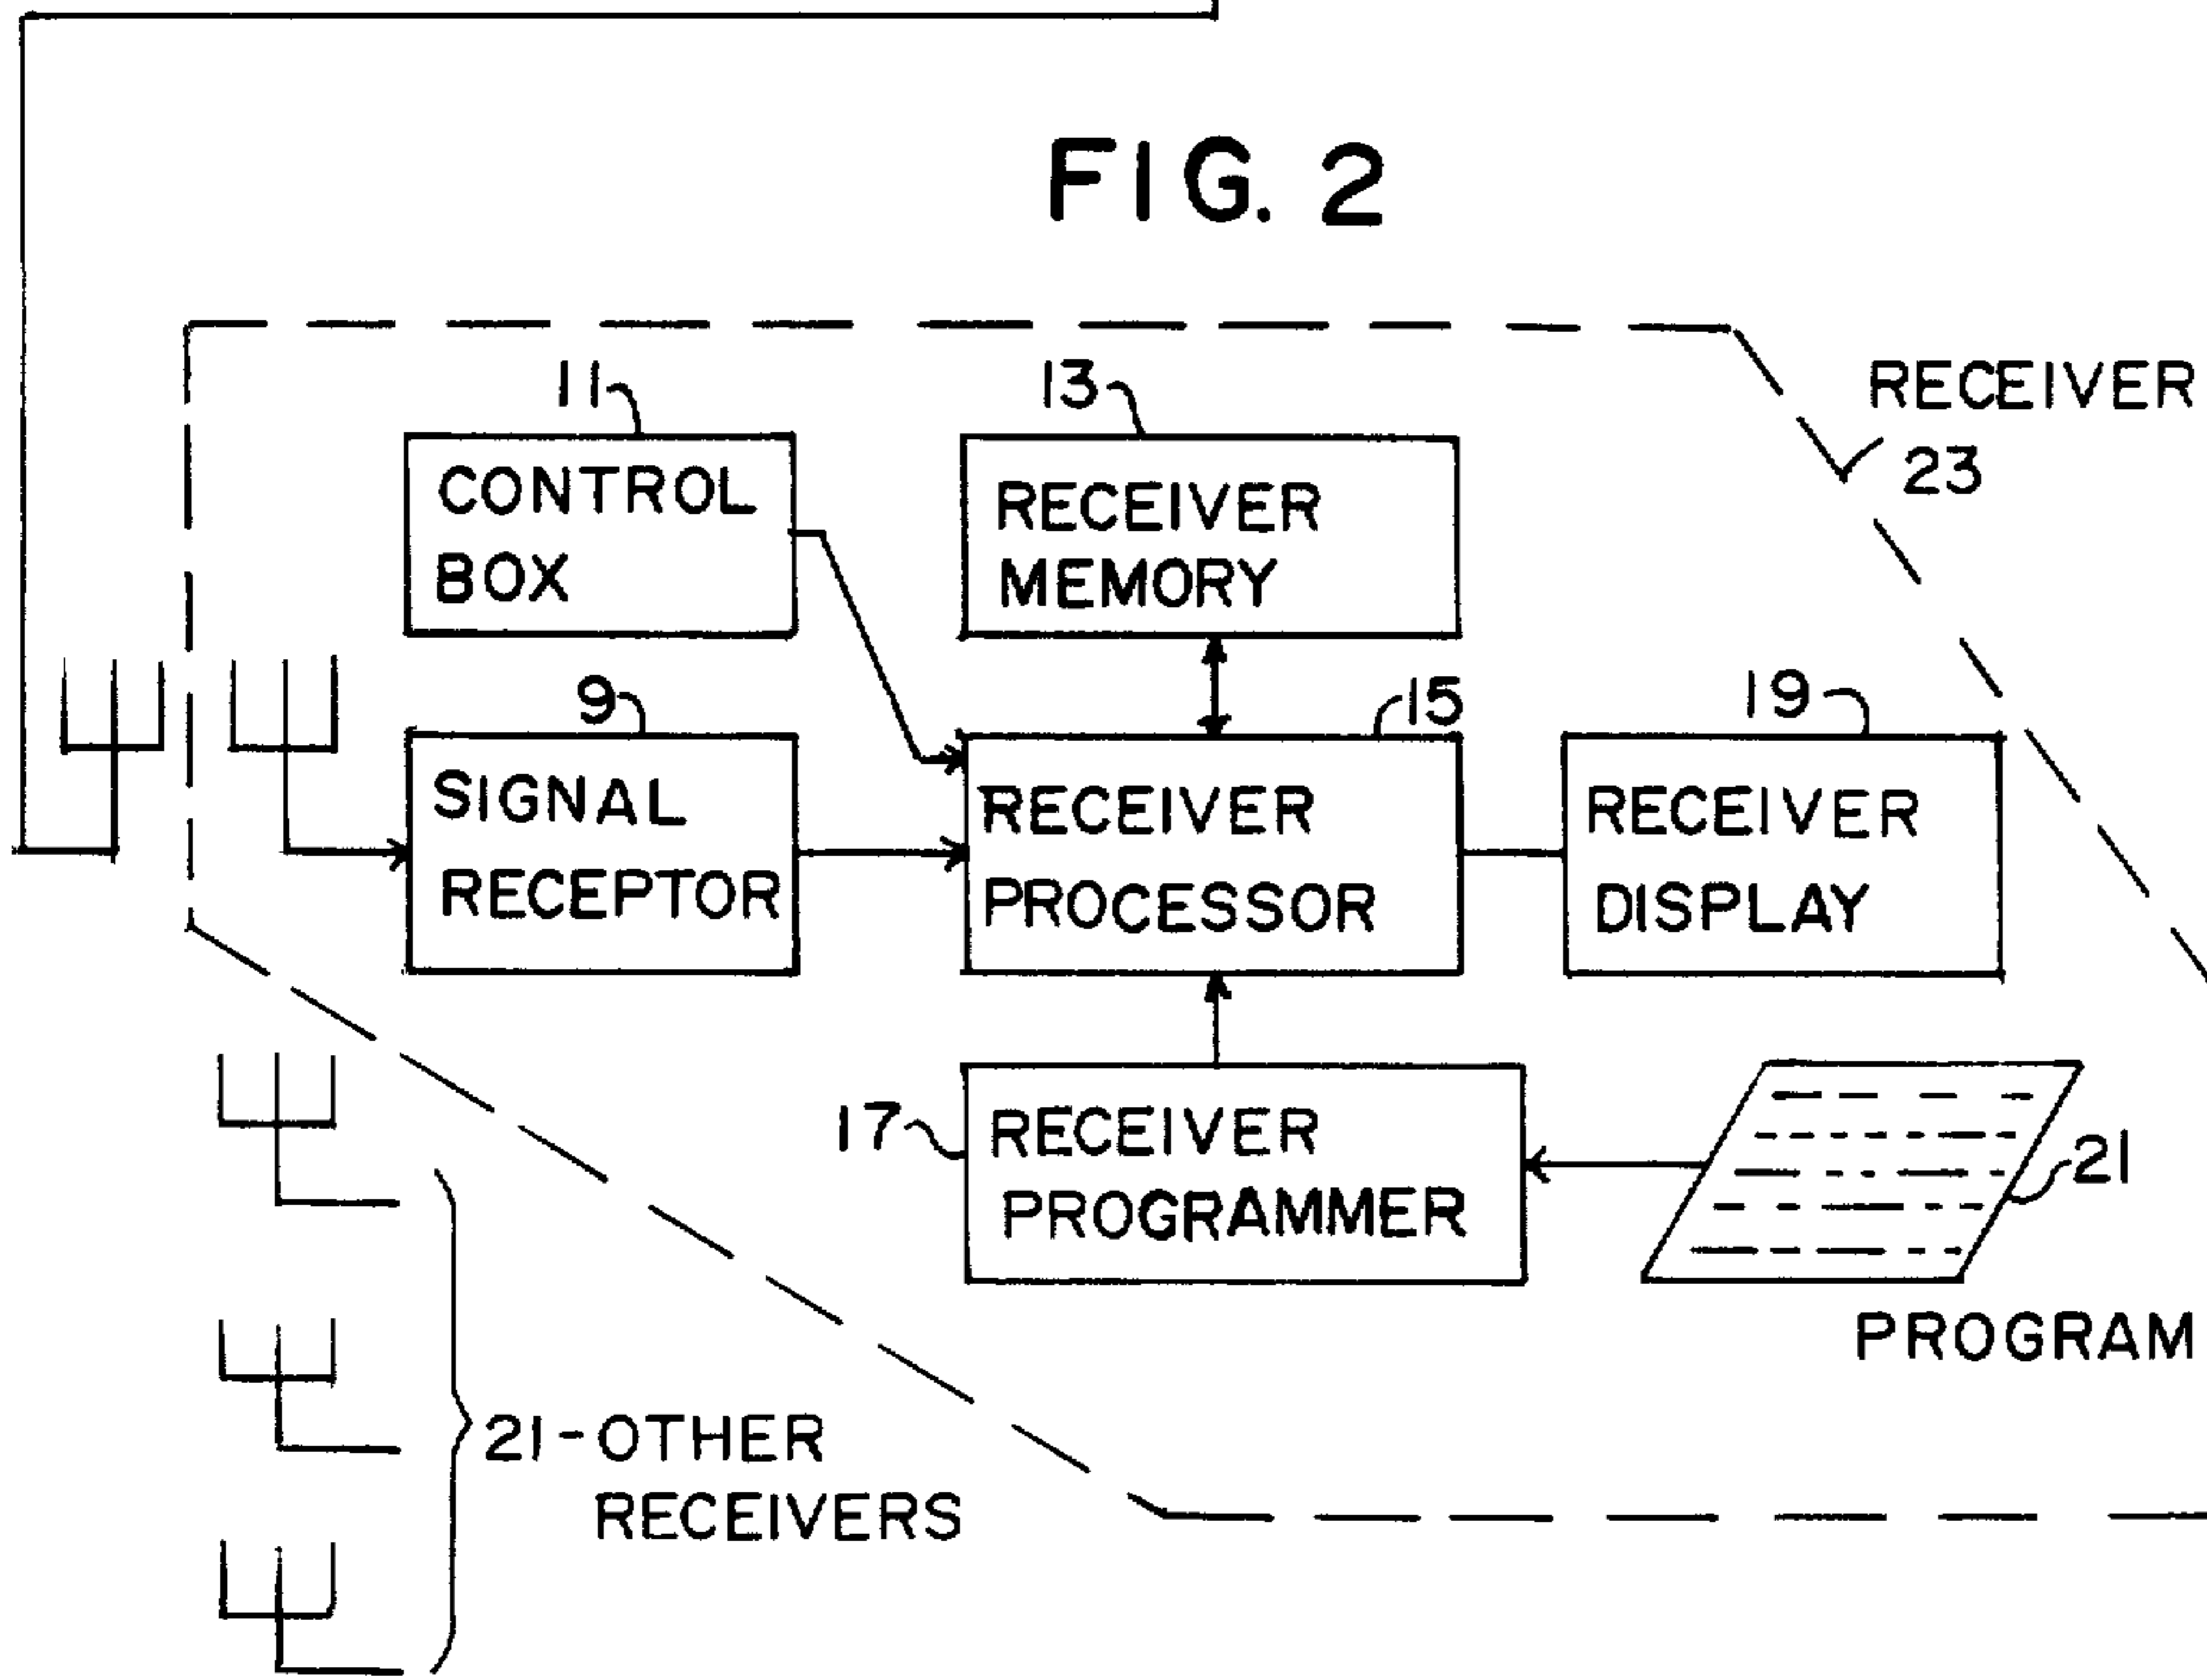 FIG. 2
RECEIVER
23
11
CONTROL
BOX
13
RECEIVER
MEMORY
9
SIGNAL
RECEPTOR
15
RECEIVER
PROCESSOR
19
RECEIVER
DISPLAY
17
RECEIVER
PROGRAMMER
21
PROGRAM
21-OTHER
RECEIVERS